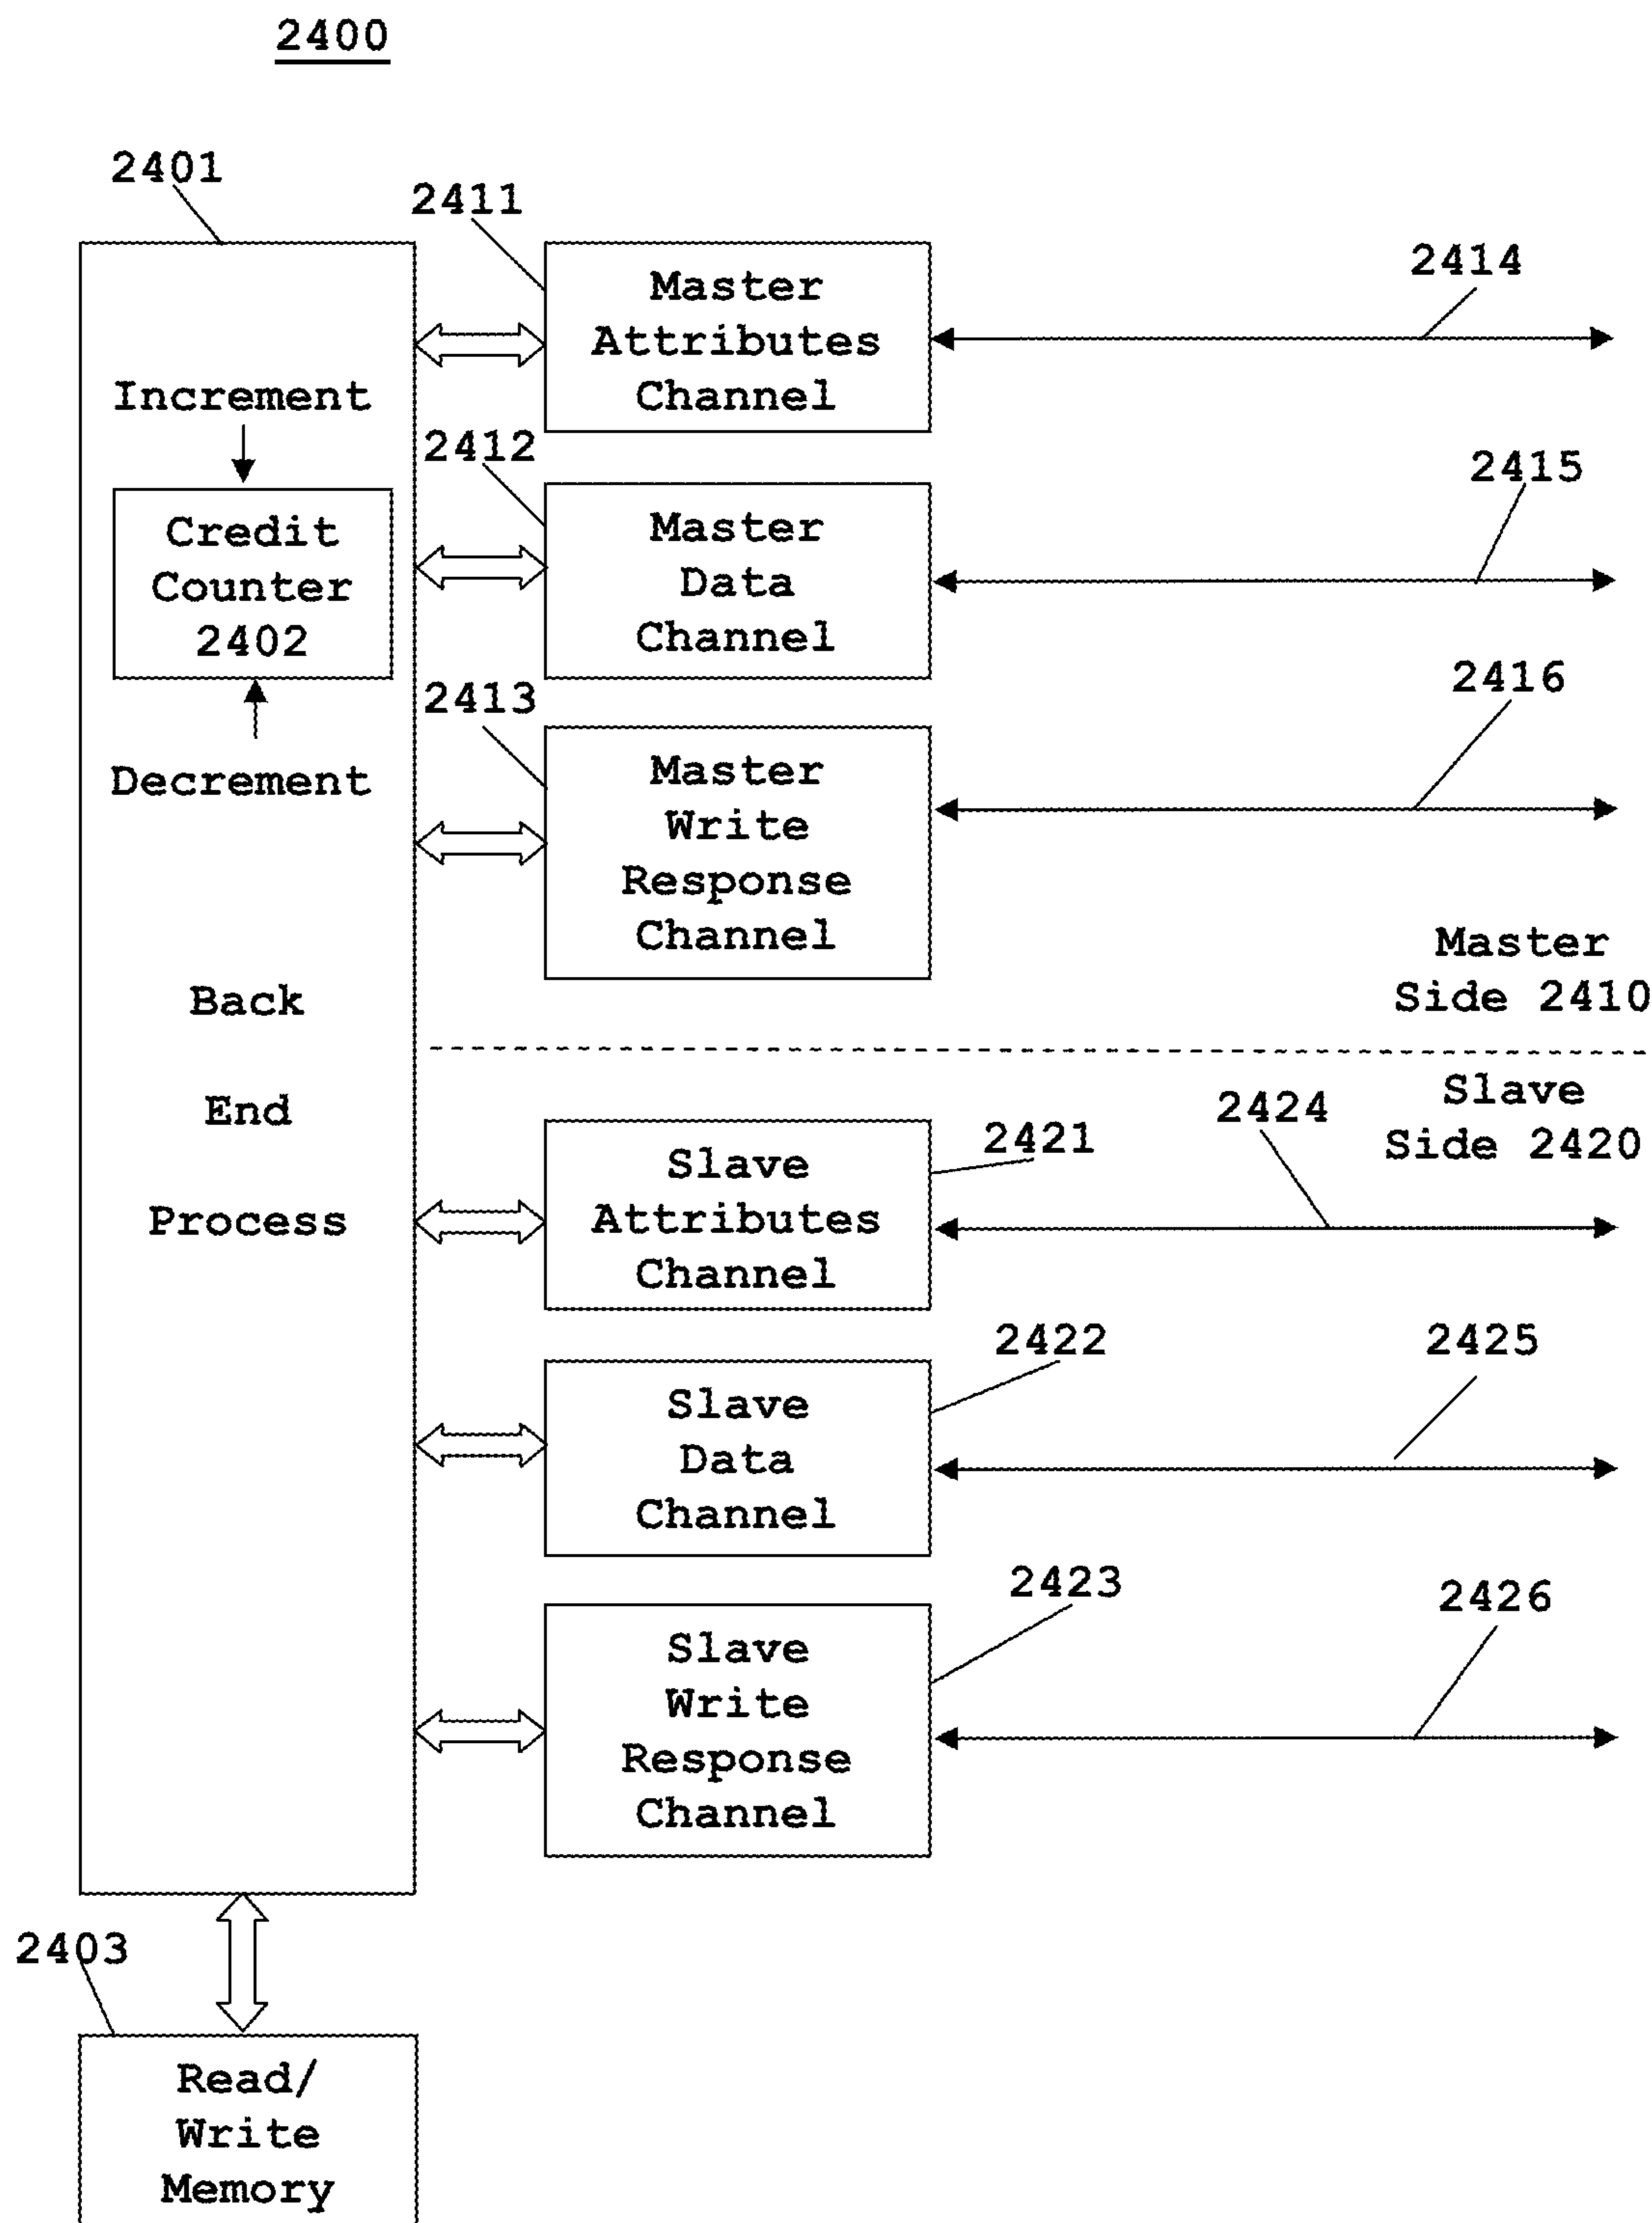 2400
2401
2411
Master
Attributes
Channel
2414
Increment
Credit
Counter
2402
Decrement
2412
Master
Data
Channel
2415
2413
Master
Write
Response
Channel
2416
Master
Side 2410
Back
End
Process
Slave
Side 2420
Slave
Attributes
Channel
2421
2424
Slave
Data
Channel
2422
2425
Slave
Write
Response
Channel
2423
2426
2403
Read/
Write
Memory